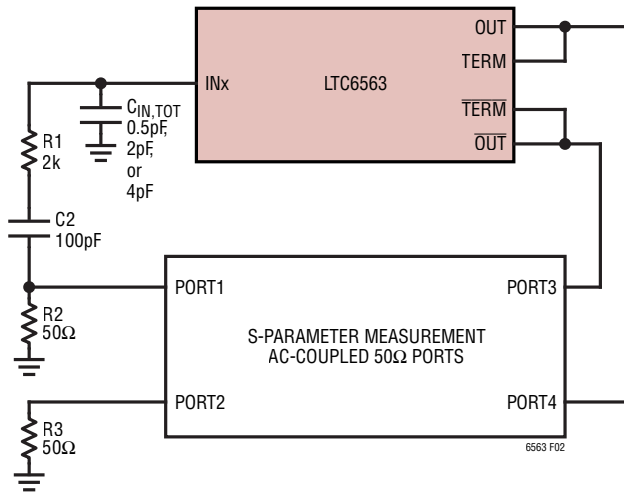 OUT
LTC6563
TERM
INx
C_IN,TOT
0.5pF,
2pF,
or
4pF
TERM
OUT
R1
2k
C2
100pF
PORT1
PORT3
R2
50Ω
S-PARAMETER MEASUREMENT
AC-COUPLED 50Ω PORTS
PORT2
PORT4
R3
50Ω
6563 F02